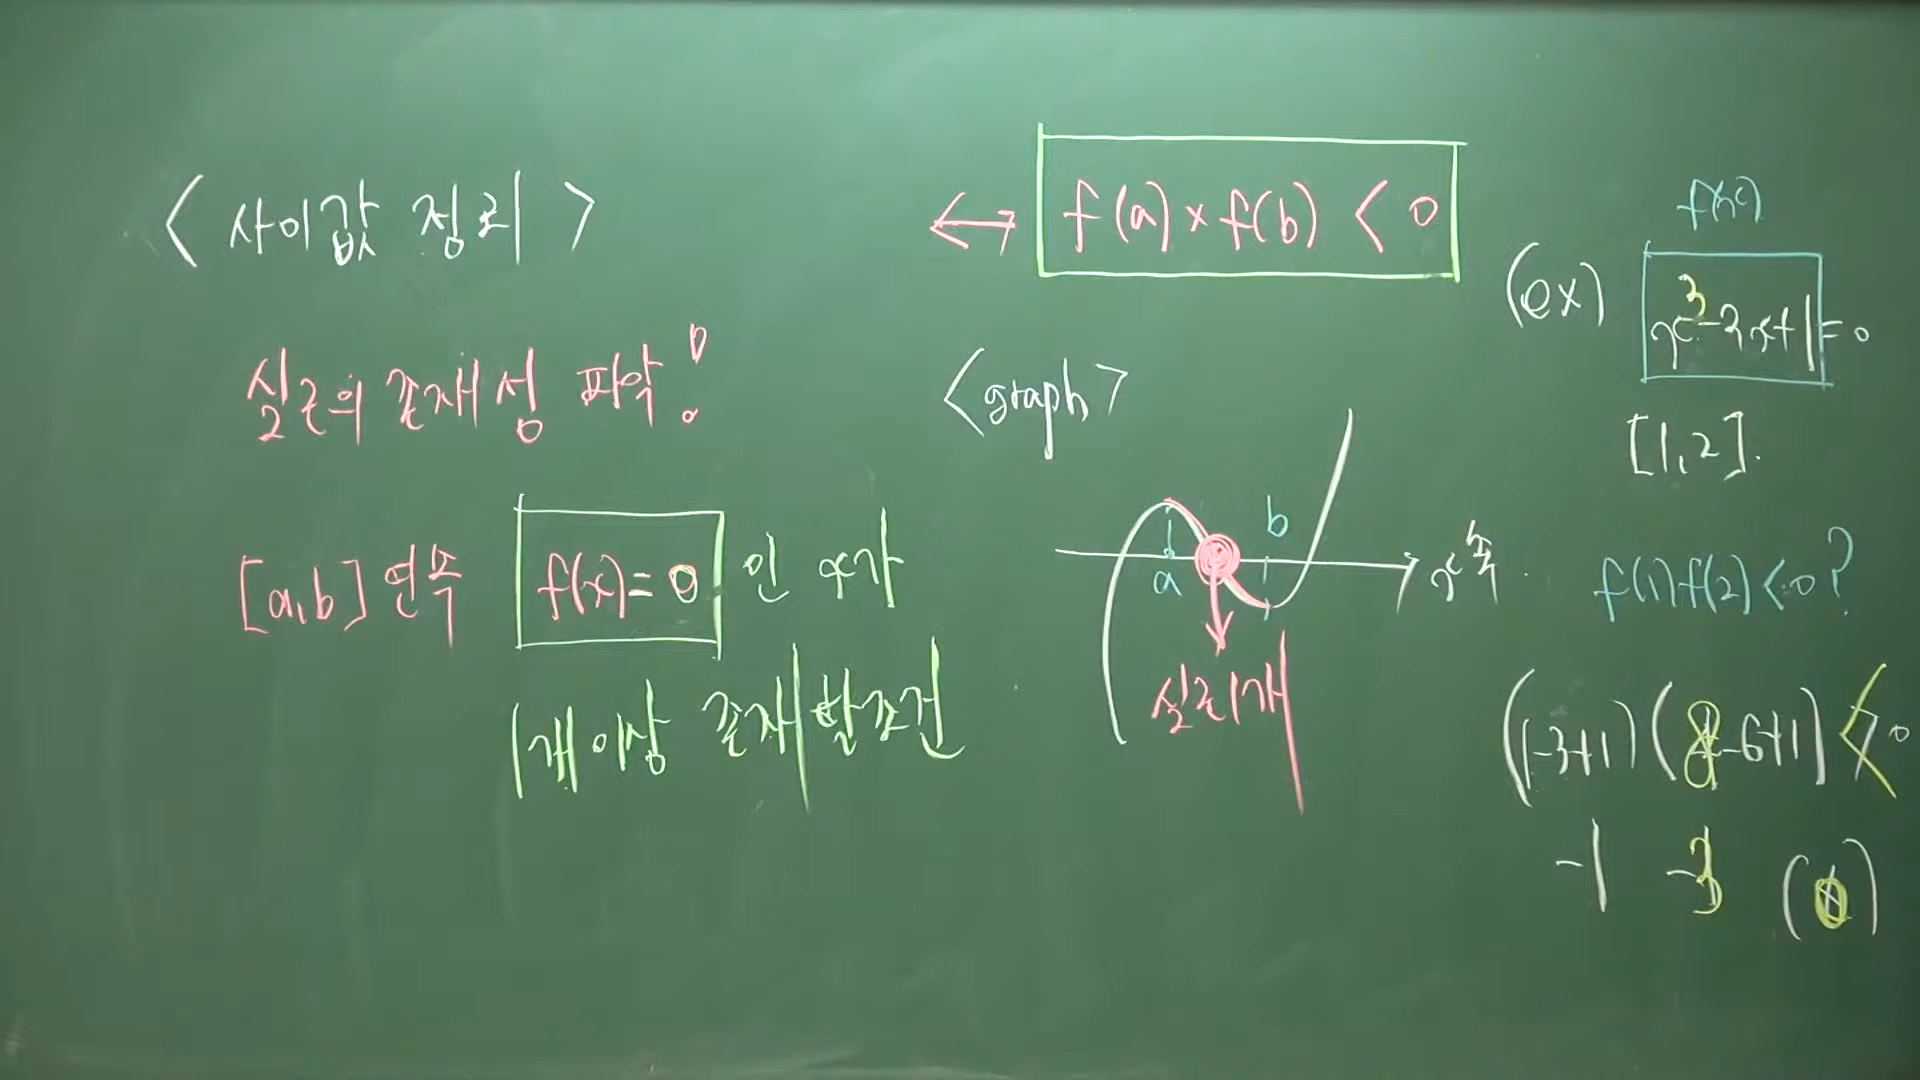 < 사이값 정리 >
실근의 존재성 파악!
[a,b] 연속 f(x)=0 인 x가
1개 이상 존재할 조건
↔ f(a)×f(b) < 0
<graph>
a
b
x축
실근 1개
f(x)
(ex) x³-3x+1=0
[1,2].
f(1)f(2)<0?
(1-3+1)(8-6+1)<0
-1 3 (0)